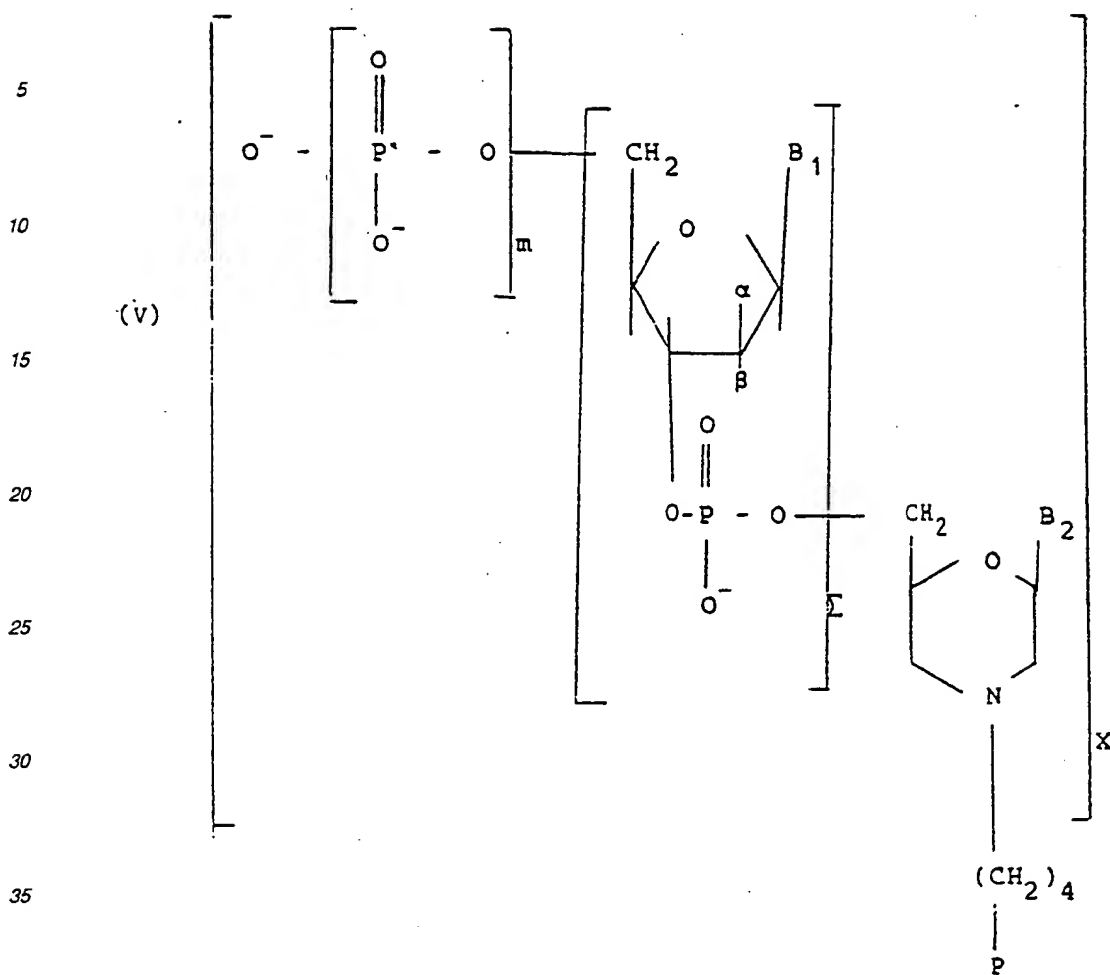 5
O
O⁻ - P - O CH₂ B₁
10
O
O⁻ m
α
(V)
15
β
O
20
O-P - O CH₂ B₂
O
O⁻ Σ
25
N
X
30
(CH₂)₄
35
P